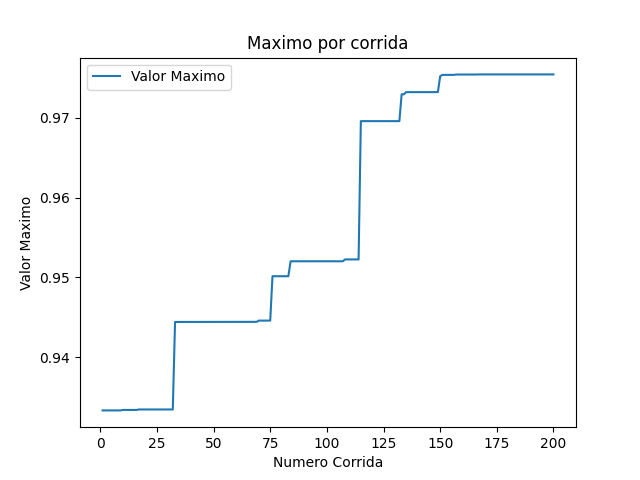 Maximo por corrida
Valor Maximo
0.97
0.96
0.95
0.94
Valor Maximo
0 25 50 75 100 125 150 175 200
Numero Corrida